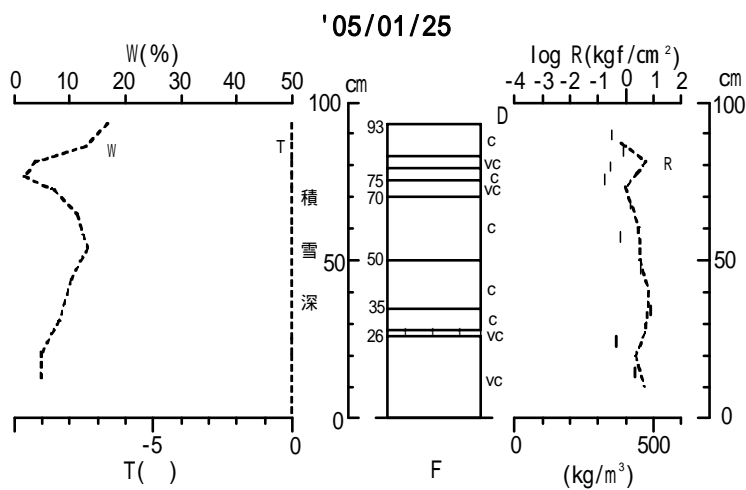 '05/01/25
W(%)
0 10 20 30 40 50
cm
100
50
0
W
T
積
雪
深
-5 0
T( )
D
93
75
70
50
35
26
c
vc
c
vc
c
c
c
vc
vc
F
log R(kgf/cm²)
-4 -3 -2 -1 0 1 2
cm
100
50
0
R
0 500
(kg/m³)